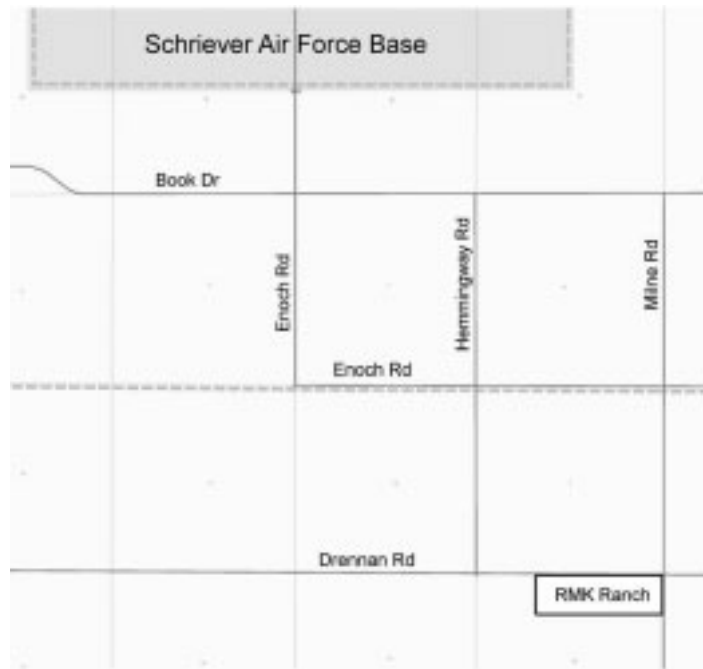 Schriever Air Force Base
Book Dr
Enoch Rd
Hemmingway Rd
Milne Rd
Enoch Rd
Drennan Rd
RMK Ranch